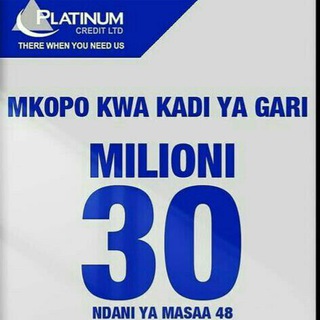 PLATINUM
CREDIT LTD
THERE WHEN YOU NEED US
MKOPO KWA KADI YA GARI
MILIONI
30
NDANI YA MASAA 48